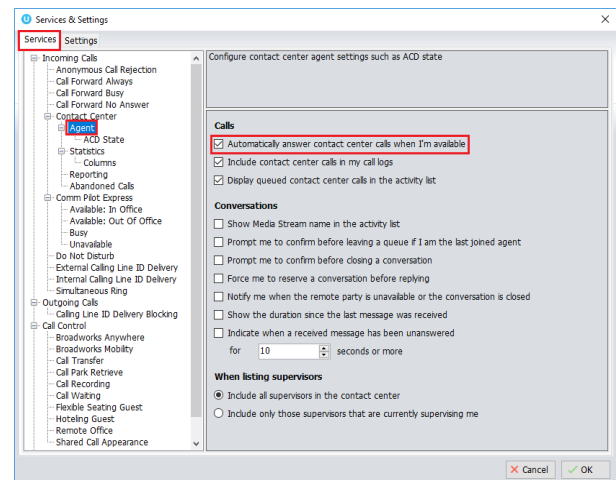 Services & Settings
Services Settings
Incoming Calls
Anonymous Call Rejection
Call Forward Always
Call Forward Busy
Call Forward No Answer
Contact Center
Agent
ACD State
Statistics
Columns
Reporting
Abandoned Calls
Comm Pilot Express
Available: In Office
Available: Out Of Office
Busy
Unavailable
Do Not Disturb
External Calling Line ID Delivery
Internal Calling Line ID Delivery
Simultaneous Ring
Outgoing Calls
Calling Line ID Delivery Blocking
Call Control
Broadworks Anywhere
Broadworks Mobility
Call Transfer
Call Park Retrieve
Call Recording
Call Waiting
Flexible Seating Guest
Hoteling Guest
Remote Office
Shared Call Appearance
Configure contact center agent settings such as ACD state
Calls
Automatically answer contact center calls when I'm available
Include contact center calls in my call logs
Display queued contact center calls in the activity list
Conversations
Show Media Stream name in the activity list
Prompt me to confirm before leaving a queue if I am the last joined agent
Prompt me to confirm before closing a conversation
Force me to reserve a conversation before replying
Notify me when the remote party is unavailable or the conversation is closed
Show the duration since the last message was received
Indicate when a received message has been unanswered
for 10 seconds or more
When listing supervisors
Include all supervisors in the contact center
Include only those supervisors that are currently supervising me
Cancel OK